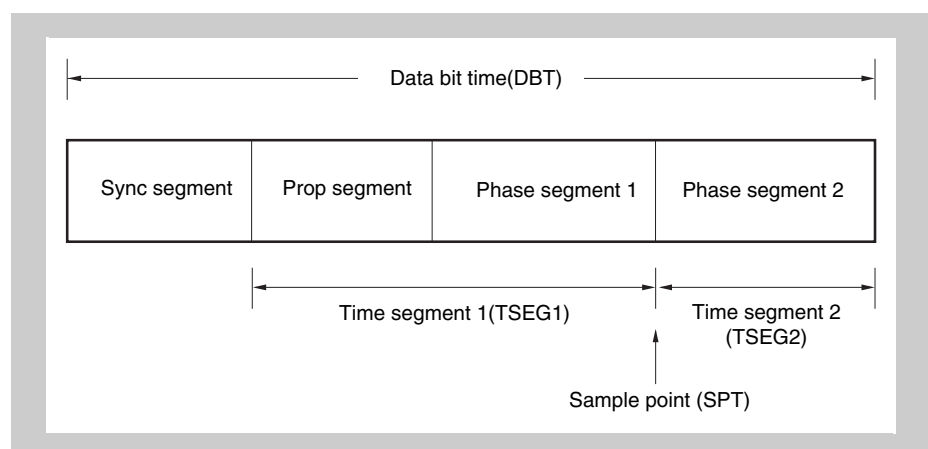 Data bit time(DBT)
Sync segment
Prop segment
Phase segment 1
Phase segment 2
Time segment 1(TSEG1)
Time segment 2
(TSEG2)
Sample point (SPT)